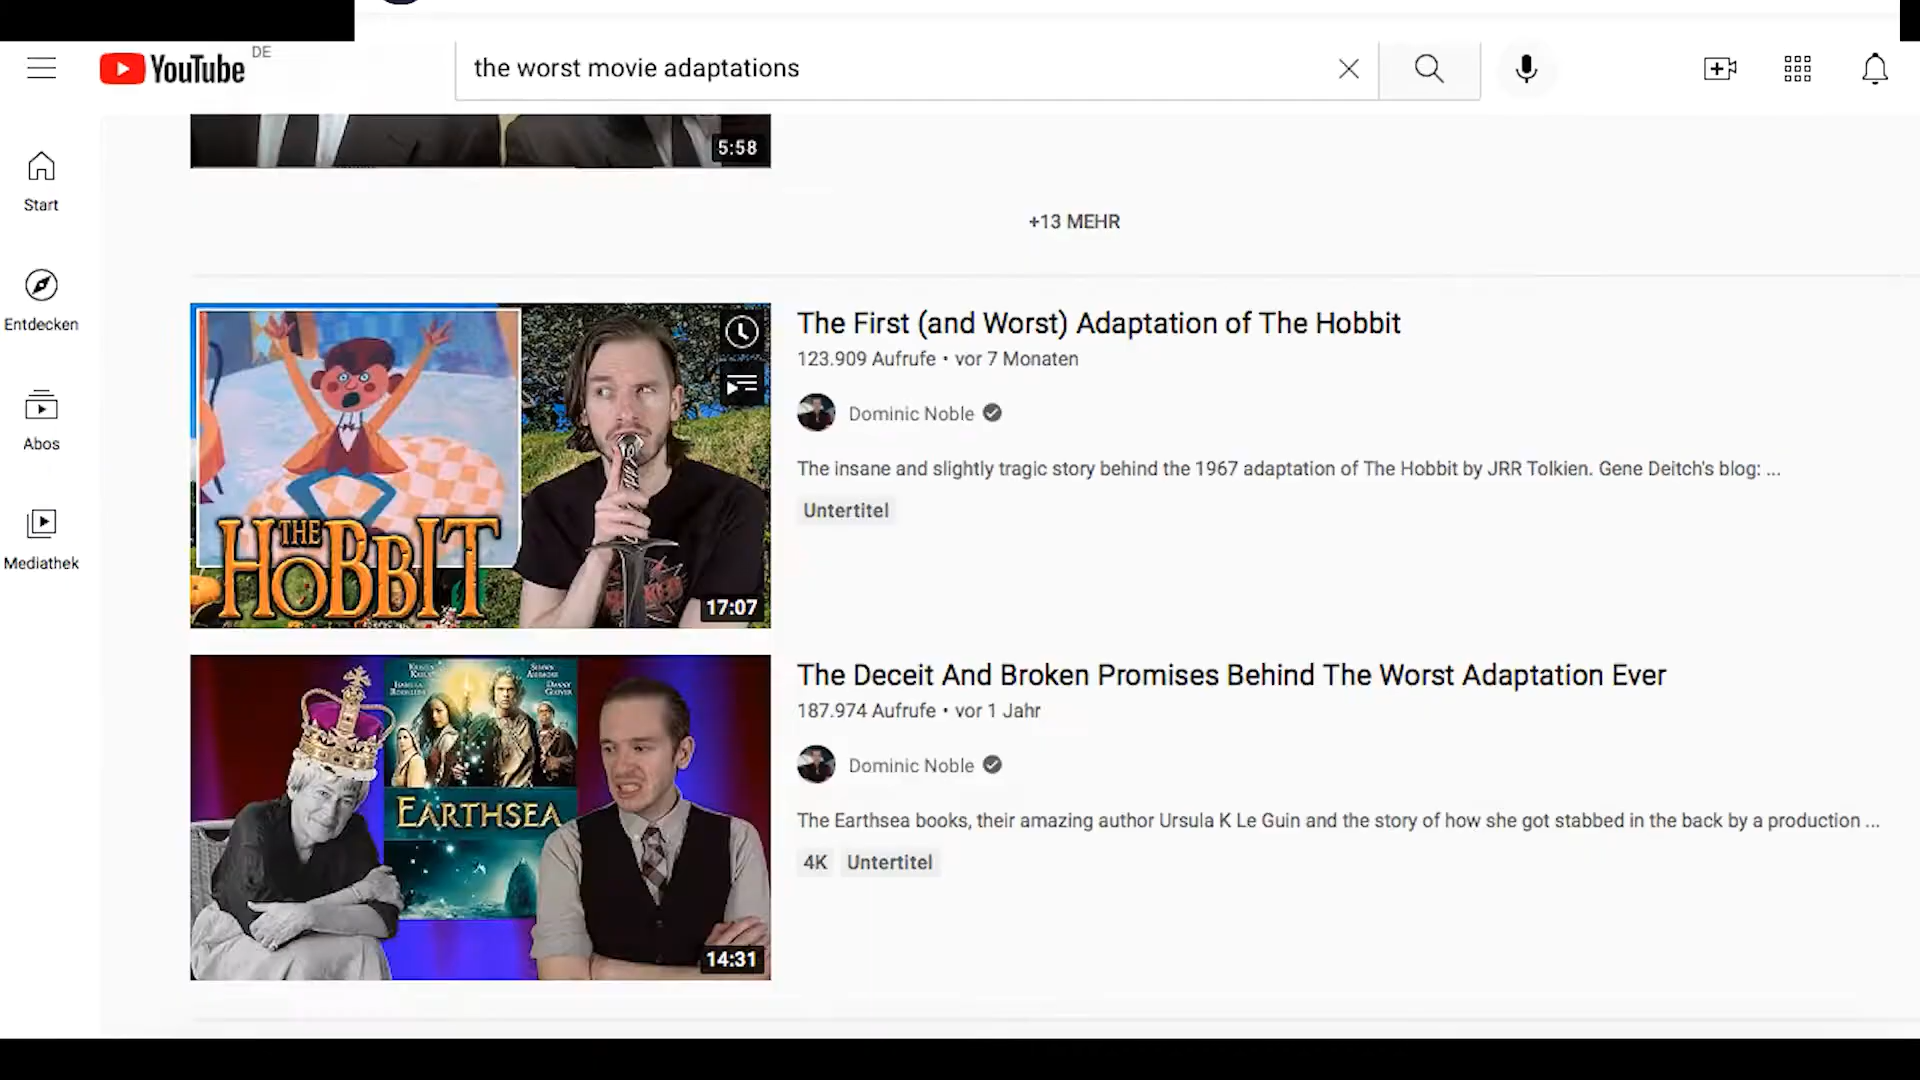 YouTube DE
the worst movie adaptations
Start
Entdecken
Abos
Mediathek
5:58
+13 MEHR
THE
HOBBIT
17:07
The First (and Worst) Adaptation of The Hobbit
123.909 Aufrufe • vor 7 Monaten
Dominic Noble
The insane and slightly tragic story behind the 1967 adaptation of The Hobbit by JRR Tolkien. Gene Deitch's blog: ...
Untertitel
EARTHSEA
14:31
The Deceit And Broken Promises Behind The Worst Adaptation Ever
187.974 Aufrufe • vor 1 Jahr
Dominic Noble
The Earthsea books, their amazing author Ursula K Le Guin and the story of how she got stabbed in the back by a production ...
4K Untertitel